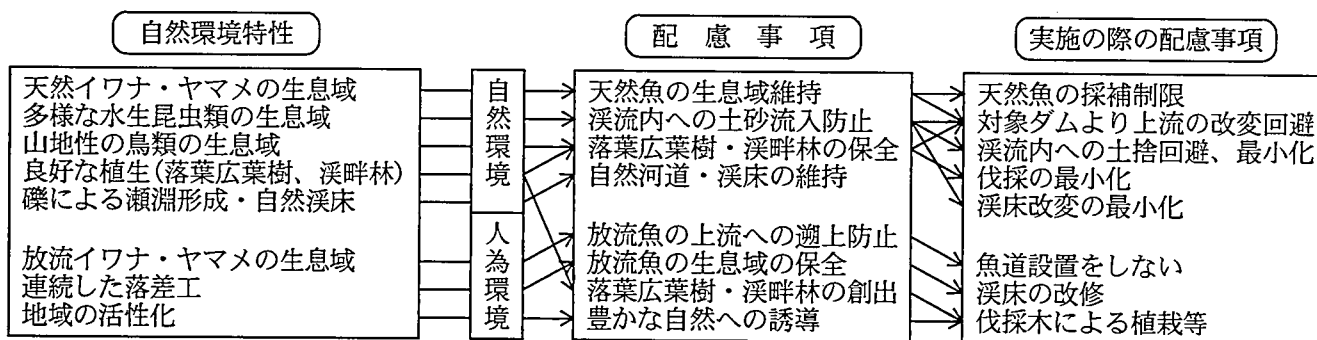 自然環境特性
天然イワナ・ヤマメの生息域
多様な水生昆虫類の生息域
山地性の鳥類の生息域
良好な植生(落葉広葉樹、渓畔林)
礫による瀬淵形成・自然渓床
放流イワナ・ヤマメの生息域
連続した落差工
地域の活性化
自然環境
人為環境
配慮事項
天然魚の生息域維持
渓流内への土砂流入防止
落葉広葉樹・渓畔林の保全
自然河道・渓床の維持
放流魚の上流への遡上防止
放流魚の生息域の保全
落葉広葉樹・渓畔林の創出
豊かな自然への誘導
実施の際の配慮事項
天然魚の採補制限
対象ダムより上流の改変回避
渓流内への土捨回避、最小化
伐採の最小化
渓床改変の最小化
魚道設置をしない
渓床の改修
伐採木による植栽等